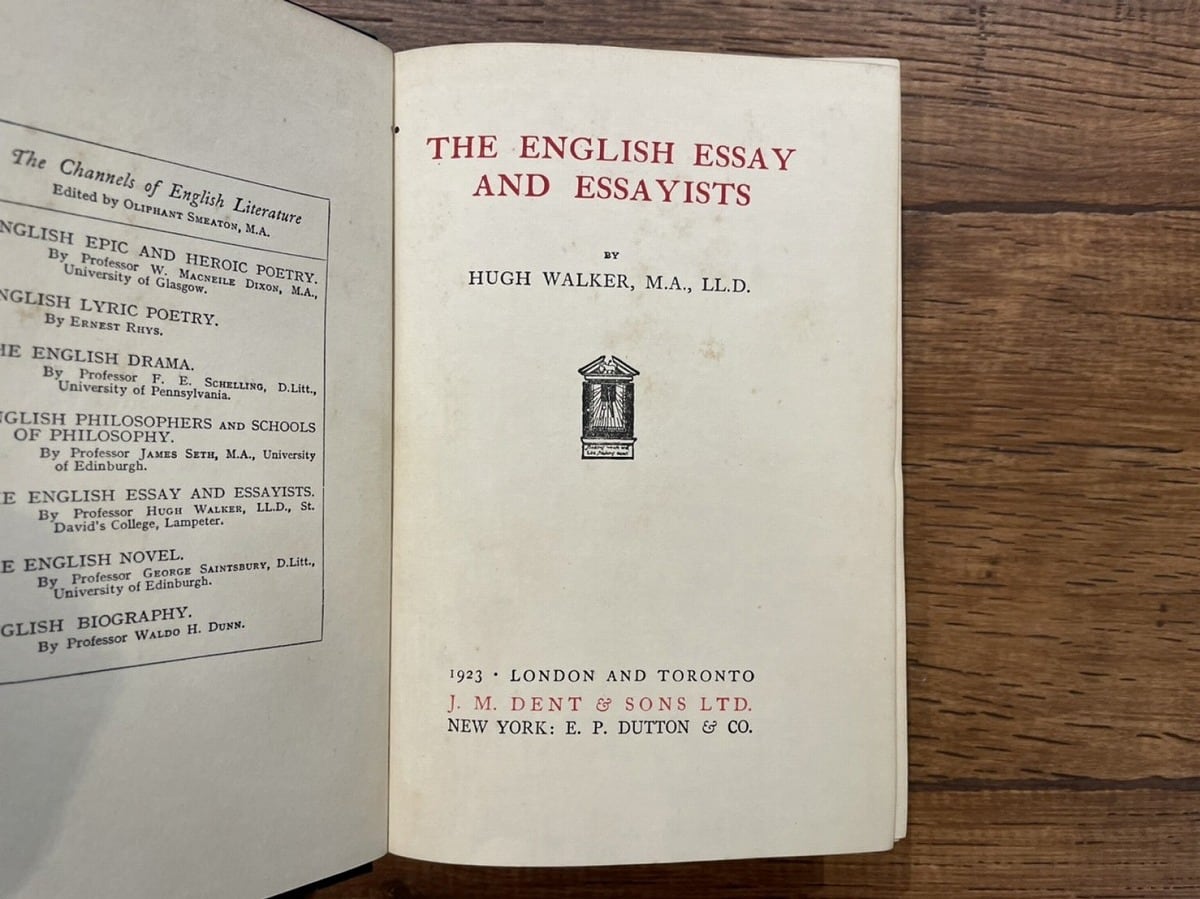 The Channels of English Literature
Edited by OLIPHANT SMEATON, M.A.
NGLISH EPIC AND HEROIC POETRY.
By Professor W. MACNEILE DIXON, M.A.,
University of Glasgow.
NGLISH LYRIC POETRY.
By ERNEST RHYS.
HE ENGLISH DRAMA.
By Professor F. E. SCHELLING, D.Litt.,
University of Pennsylvania.
NGLISH PHILOSOPHERS AND SCHOOLS
OF PHILOSOPHY.
By Professor JAMES SETH, M.A., University
of Edinburgh.
E ENGLISH ESSAY AND ESSAYISTS.
By Professor HUGH WALKER, LL.D., St.
David's College, Lampeter.
E ENGLISH NOVEL.
By Professor GEORGE SAINTSBURY, D.Litt.,
University of Edinburgh.
GLISH BIOGRAPHY.
By Professor WALDO H. DUNN.
THE ENGLISH ESSAY
AND ESSAYISTS
BY
HUGH WALKER, M.A., LL.D.
1923 · LONDON AND TORONTO
J. M. DENT & SONS LTD.
NEW YORK: E. P. DUTTON & CO.